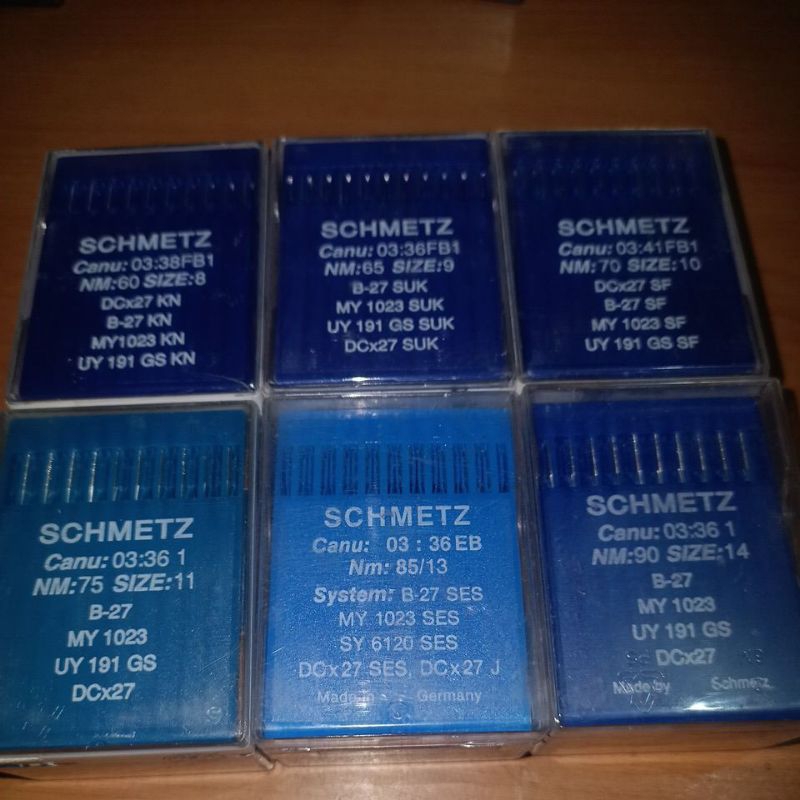 SCHMETZ
Canu: 03:38FB1
NM:60 SIZE:8
DCx27 KN
B-27 KN
MY1023 KN
UY 191 GS KN
SCHMETZ
Canu: 03:36FB1
NM:65 SIZE:9
B-27 SUK
MY 1023 SUK
UY 191 GS SUK
DCx27 SUK
SCHMETZ
Canu: 03:41FB1
NM:70 SIZE:10
DCx27 SF
B-27 SF
MY 1023 SF
UY 191 GS SF
SCHMETZ
Canu: 03:36 1
NM:75 SIZE:11
B-27
MY 1023
UY 191 GS
DCx27
SCHMETZ
Canu: 03 : 36 EB
Nm: 85/13
System: B-27 SES
MY 1023 SES
SY 6120 SES
DCx27 SES, DCx27 J
Made in Germany
SCHMETZ
Canu: 03:36 1
NM:90 SIZE:14
B-27
MY 1023
UY 191 GS
DCx27
Made by Schmetz